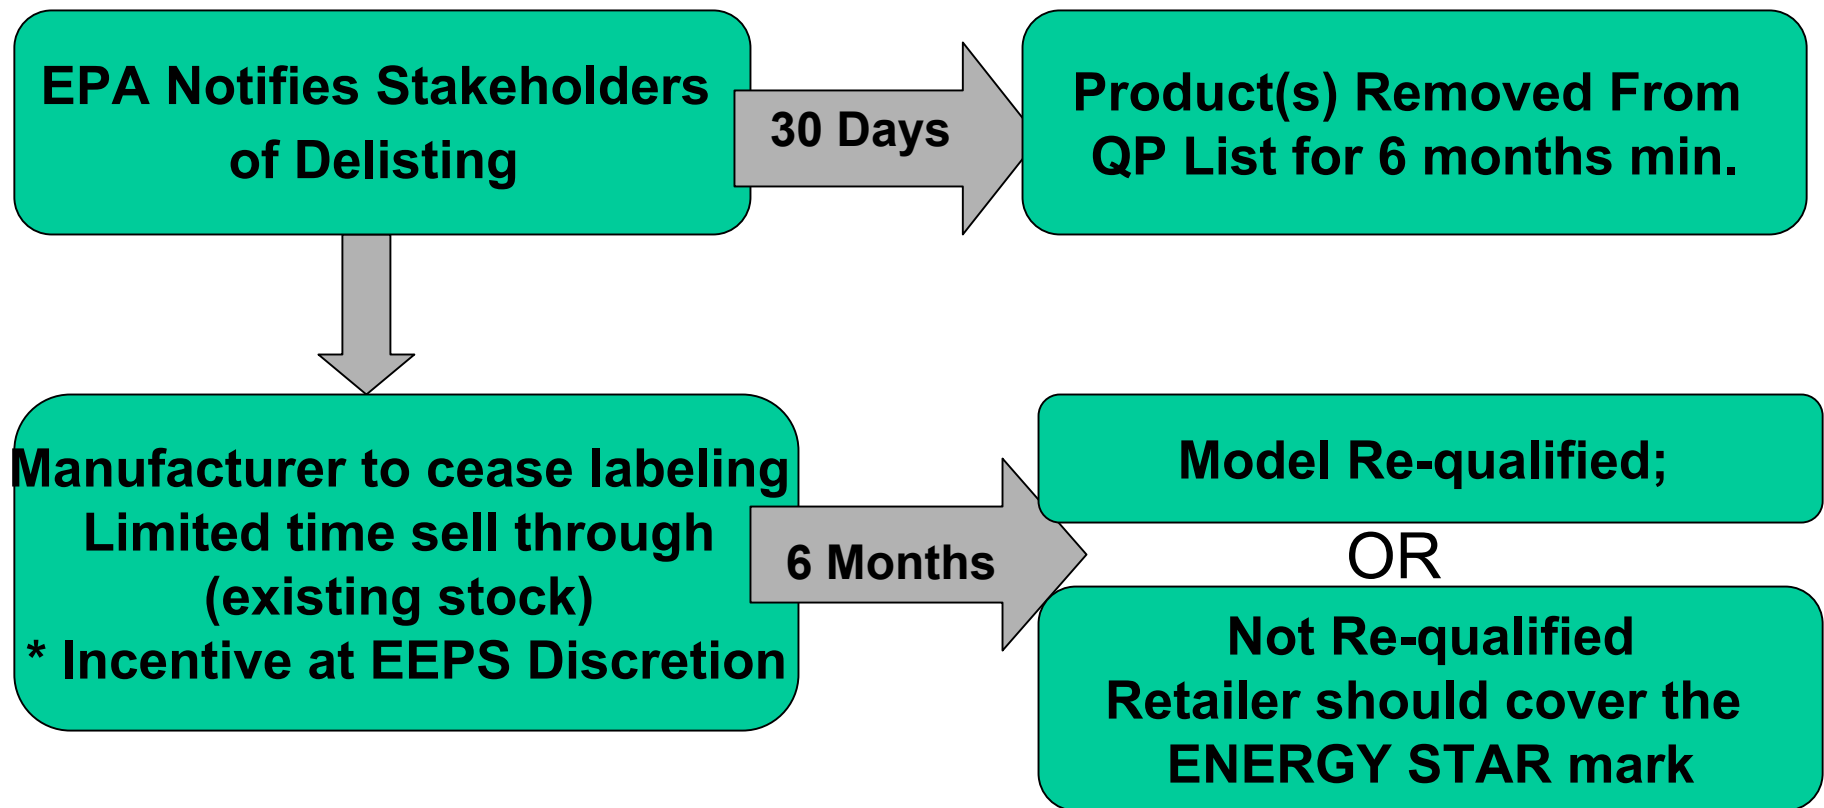 EPA Notifies Stakeholders
of Delisting
30 Days
Product(s) Removed From
QP List for 6 months min.
Manufacturer to cease labeling
Limited time sell through
(existing stock)
* Incentive at EEPS Discretion
6 Months
Model Re-qualified;
OR
Not Re-qualified
Retailer should cover the
ENERGY STAR mark